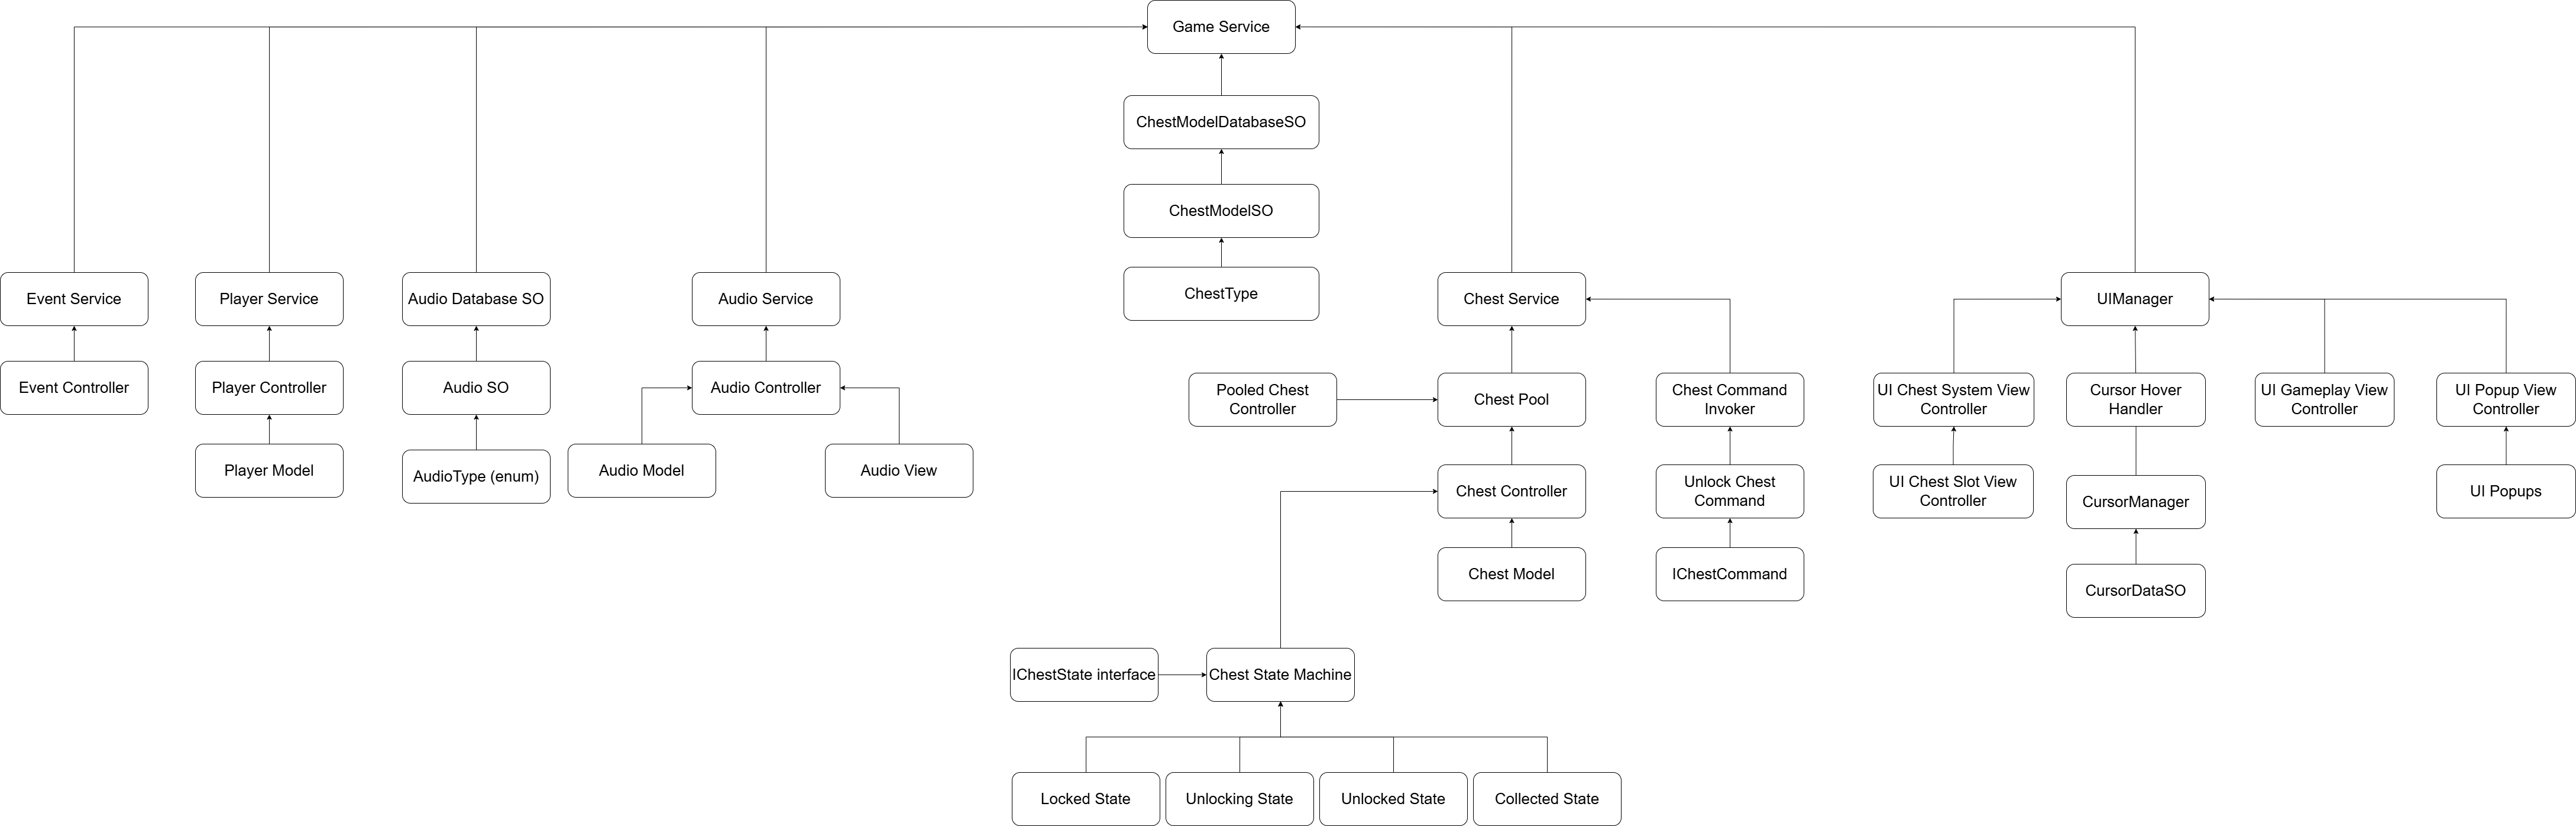 Game Service
ChestModelDatabaseSO
ChestModelSO
ChestType
Event Service
Player Service
Audio Database SO
Audio Service
Chest Service
UIManager
Event Controller
Player Controller
Audio SO
Audio Controller
Pooled Chest
Controller
Chest Pool
Chest Command
Invoker
UI Chest System View
Controller
Cursor Hover
Handler
UI Gameplay View
Controller
UI Popup View
Controller
Player Model
AudioType (enum)
Audio Model
Audio View
Chest Controller
Unlock Chest
Command
UI Chest Slot View
Controller
CursorManager
UI Popups
Chest Model
IChestCommand
CursorDataSO
IChestState interface
Chest State Machine
Locked State
Unlocking State
Unlocked State
Collected State